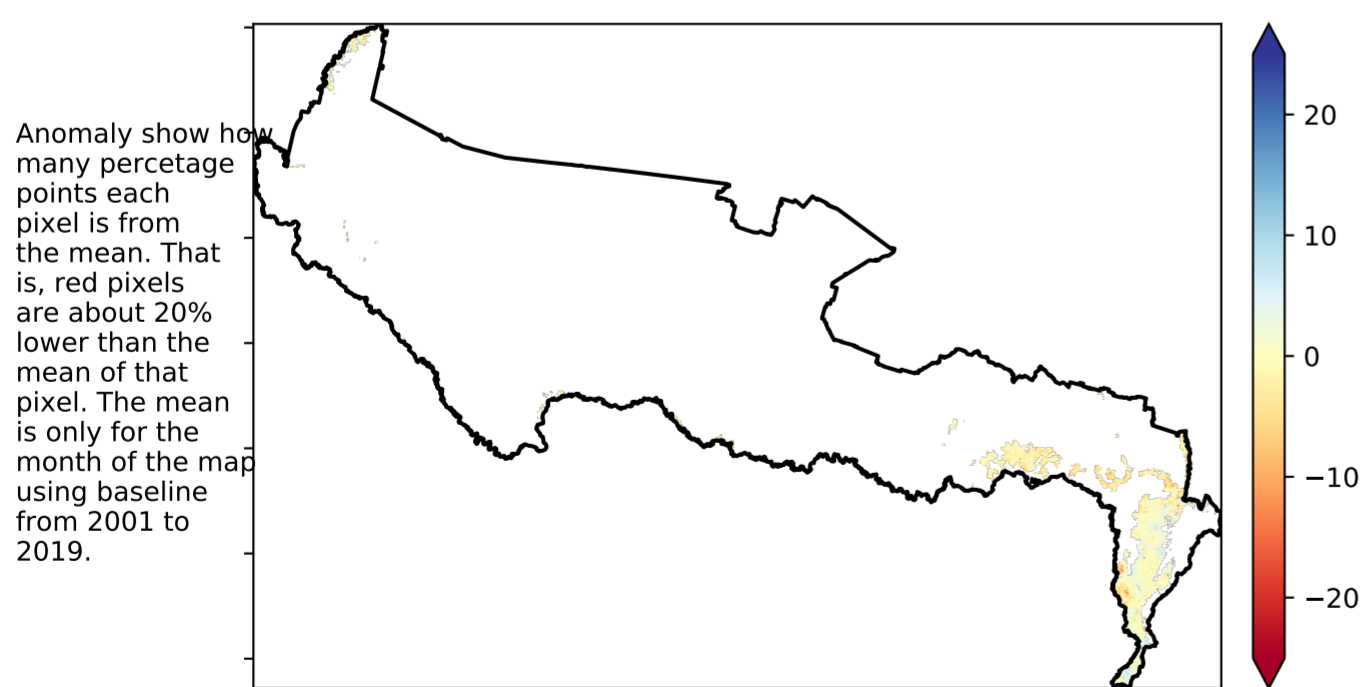 Anomaly show how
many percetage
points each
pixel is from
the mean. That
is, red pixels
are about 20%
lower than the
mean of that
pixel. The mean
is only for the
month of the map
using baseline
from 2001 to
2019.
20
10
0
−10
−20